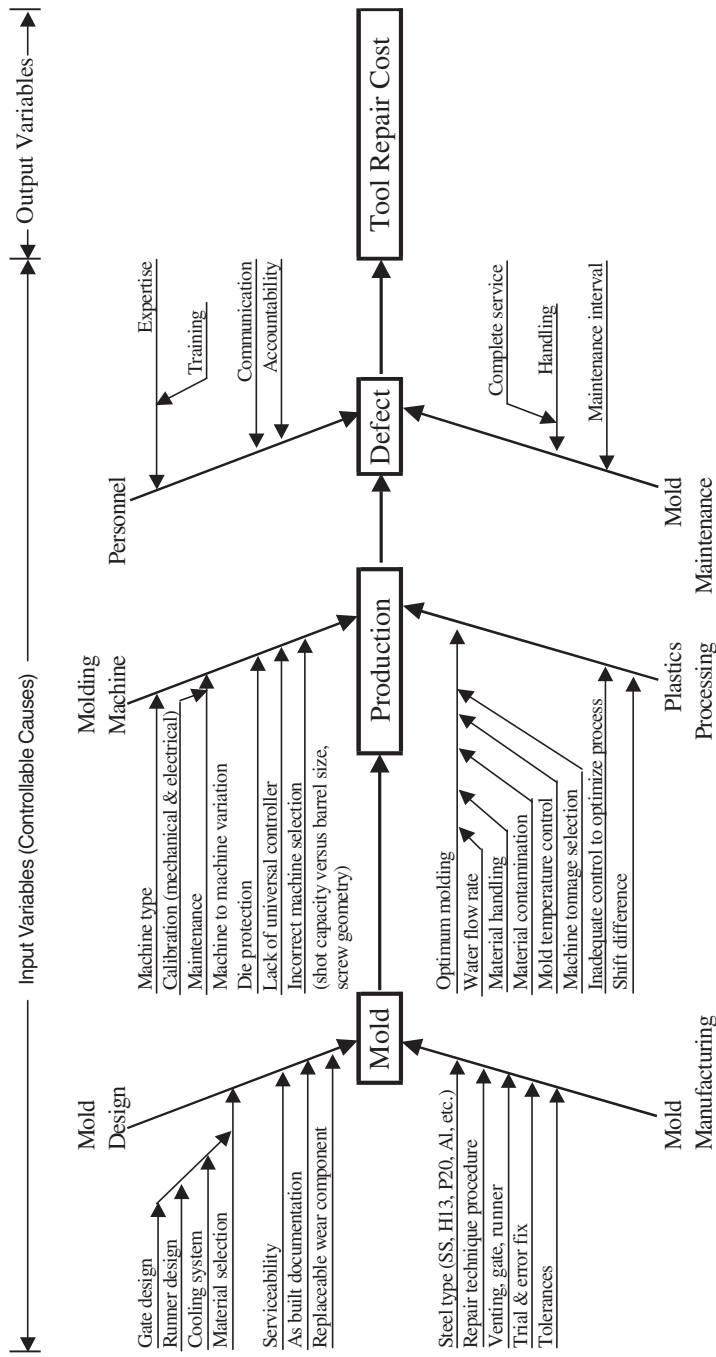 Input Variables (Controllable Causes)
Output Variables
Mold
Design
Gate design
Runner design
Cooling system
Material selection
Serviceability
As built documentation
Replaceable wear component
Molding
Machine
Machine type
Calibration (mechanical & electrical)
Maintenance
Machine to machine variation
Die protection
Lack of universal controller
Incorrect machine selection
(shot capacity versus barrel size,
screw geometry)
Personnel
Expertise
Training
Communication
Accountability
Mold
Production
Defect
Tool Repair Cost
Steel type (SS, H13, P20, Al, etc.)
Repair technique procedure
Venting, gate, runner
Trial & error fix
Tolerances
Mold
Manufacturing
Optimum molding
Water flow rate
Material handling
Material contamination
Mold temperature control
Machine tonnage selection
Inadequate control to optimize process
Shift difference
Plastics
Processing
Complete service
Handling
Maintenance interval
Mold
Maintenance